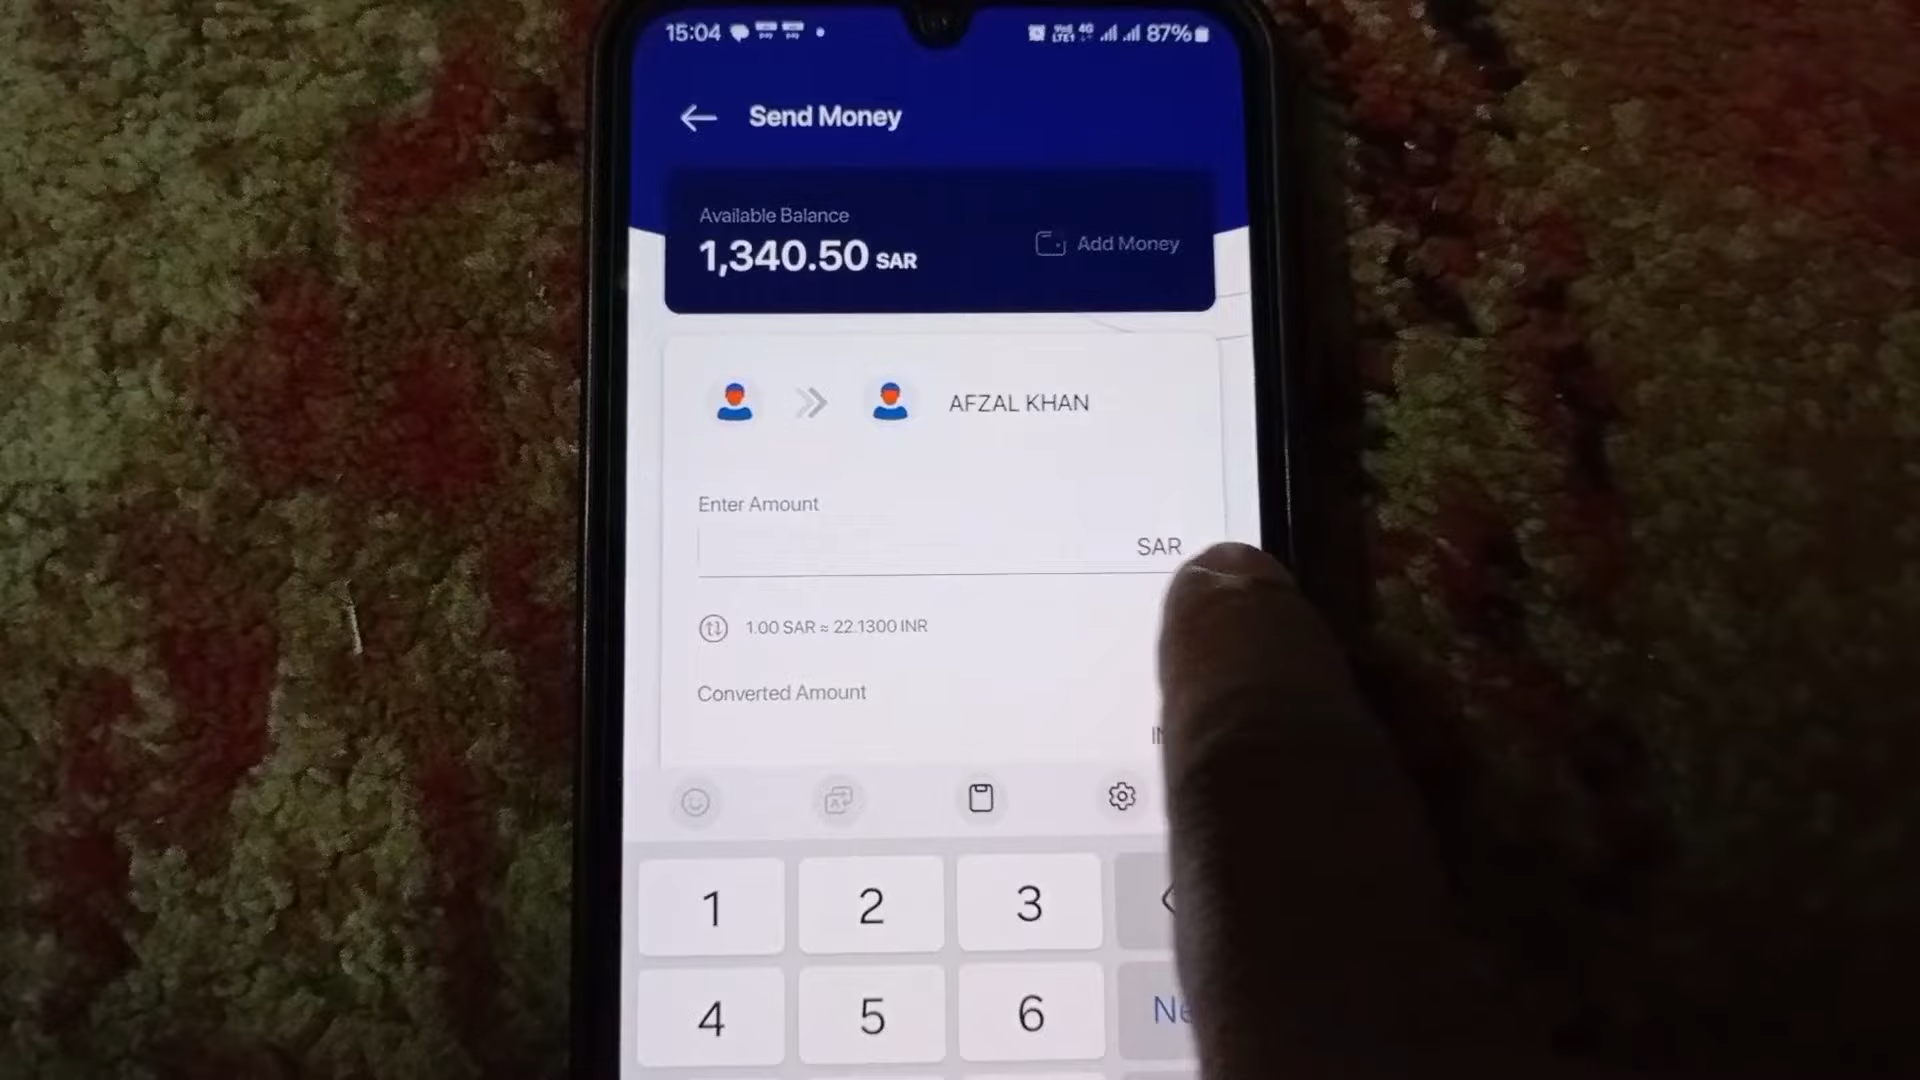 15:04 87%
Send Money
Available Balance
1,340.50 SAR
Add Money
AFZAL KHAN
Enter Amount
SAR
1.00 SAR ≈ 22.1300 INR
Converted Amount
1 2 3
4 5 6